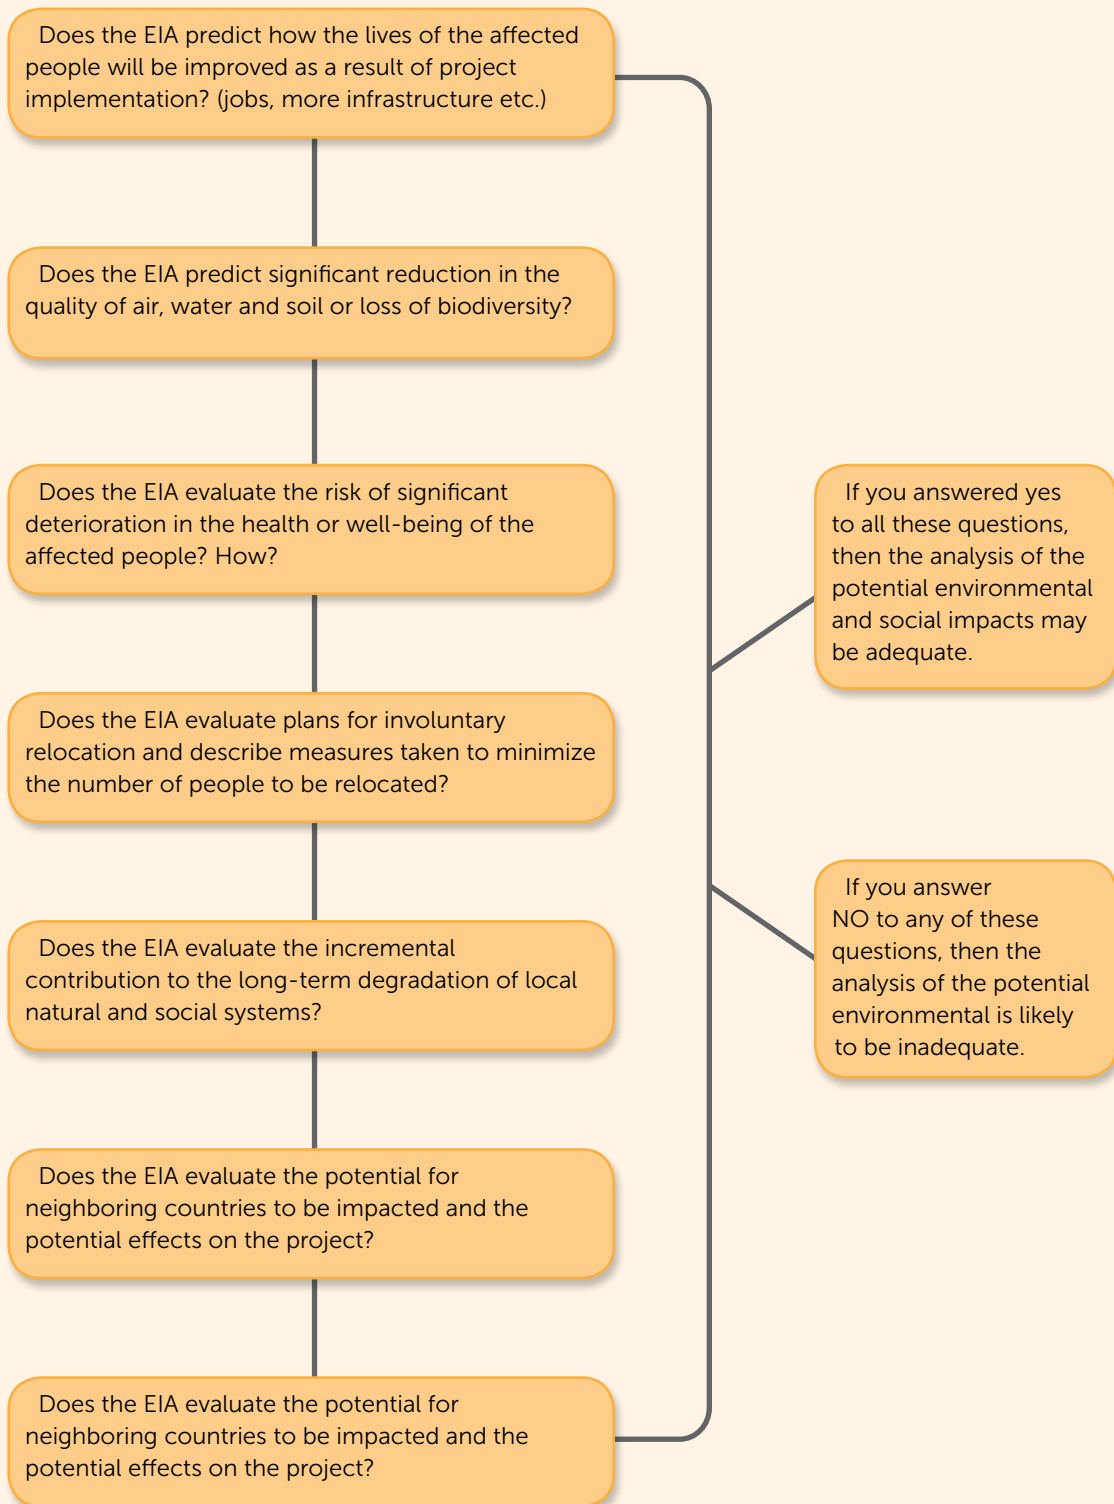 Does the EIA predict how the lives of the affected
people will be improved as a result of project
implementation? (jobs, more infrastructure etc.)
Does the EIA predict significant reduction in the
quality of air, water and soil or loss of biodiversity?
Does the EIA evaluate the risk of significant
deterioration in the health or well-being of the
affected people? How?
Does the EIA evaluate plans for involuntary
relocation and describe measures taken to minimize
the number of people to be relocated?
Does the EIA evaluate the incremental
contribution to the long-term degradation of local
natural and social systems?
Does the EIA evaluate the potential for
neighboring countries to be impacted and the
potential effects on the project?
Does the EIA evaluate the potential for
neighboring countries to be impacted and the
potential effects on the project?
If you answered yes
to all these questions,
then the analysis of the
potential environmental
and social impacts may
be adequate.
If you answer
NO to any of these
questions, then the
analysis of the potential
environmental is likely
to be inadequate.